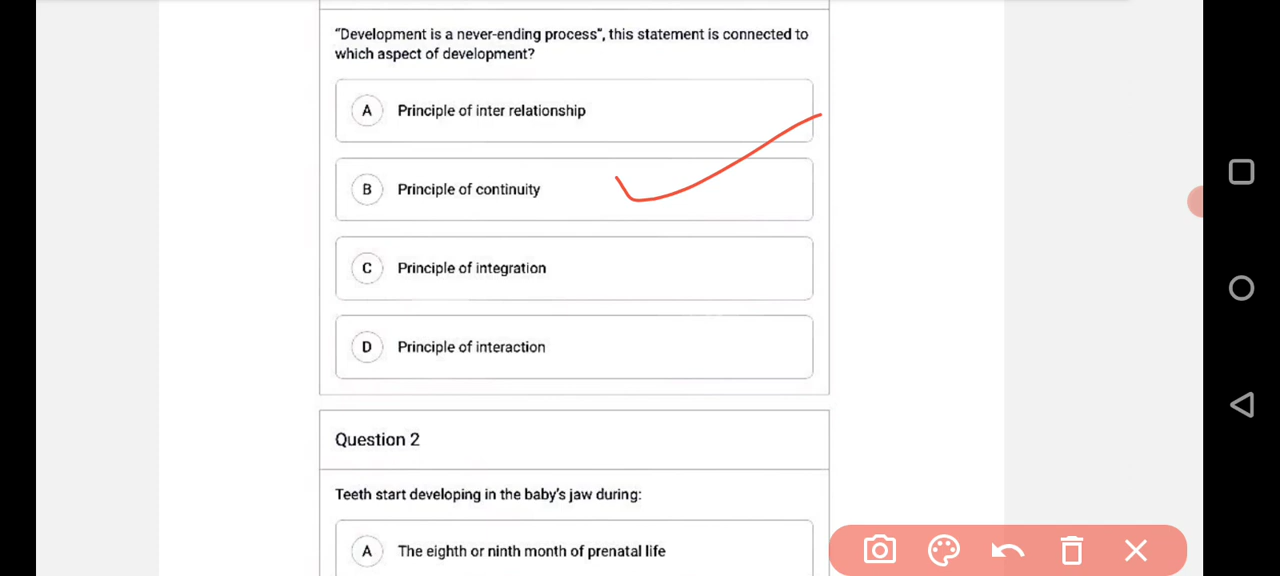 “Development is a never-ending process“, this statement is connected to
which aspect of development?
A Principle of inter relationship
B Principle of continuity
C Principle of integration
D Principle of interaction
Question 2
Teeth start developing in the baby's jaw during:
A The eighth or ninth month of prenatal life